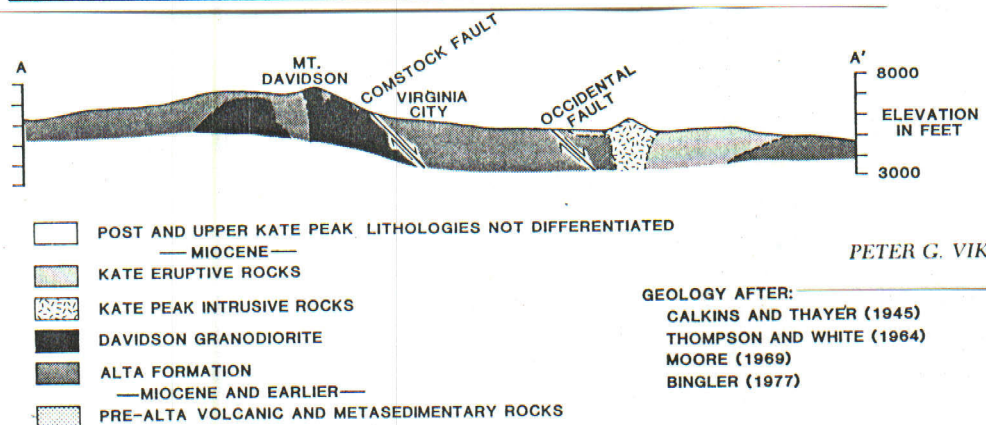 A
MT. DAVIDSON
COMSTOCK FAULT
VIRGINIA CITY
OCCIDENTAL FAULT
A'
8000
ELEVATION IN FEET
3000
POST AND UPPER KATE PEAK LITHOLOGIES NOT DIFFERENTIATED
—MIOCENE—
KATE ERUPTIVE ROCKS
KATE PEAK INTRUSIVE ROCKS
DAVIDSON GRANODIORITE
ALTA FORMATION
—MIOCENE AND EARLIER—
PRE-ALTA VOLCANIC AND METASEDIMENTARY ROCKS
PETER G. VIK
GEOLOGY AFTER:
CALKINS AND THAYER (1945)
THOMPSON AND WHITE (1964)
MOORE (1969)
BINGLER (1977)